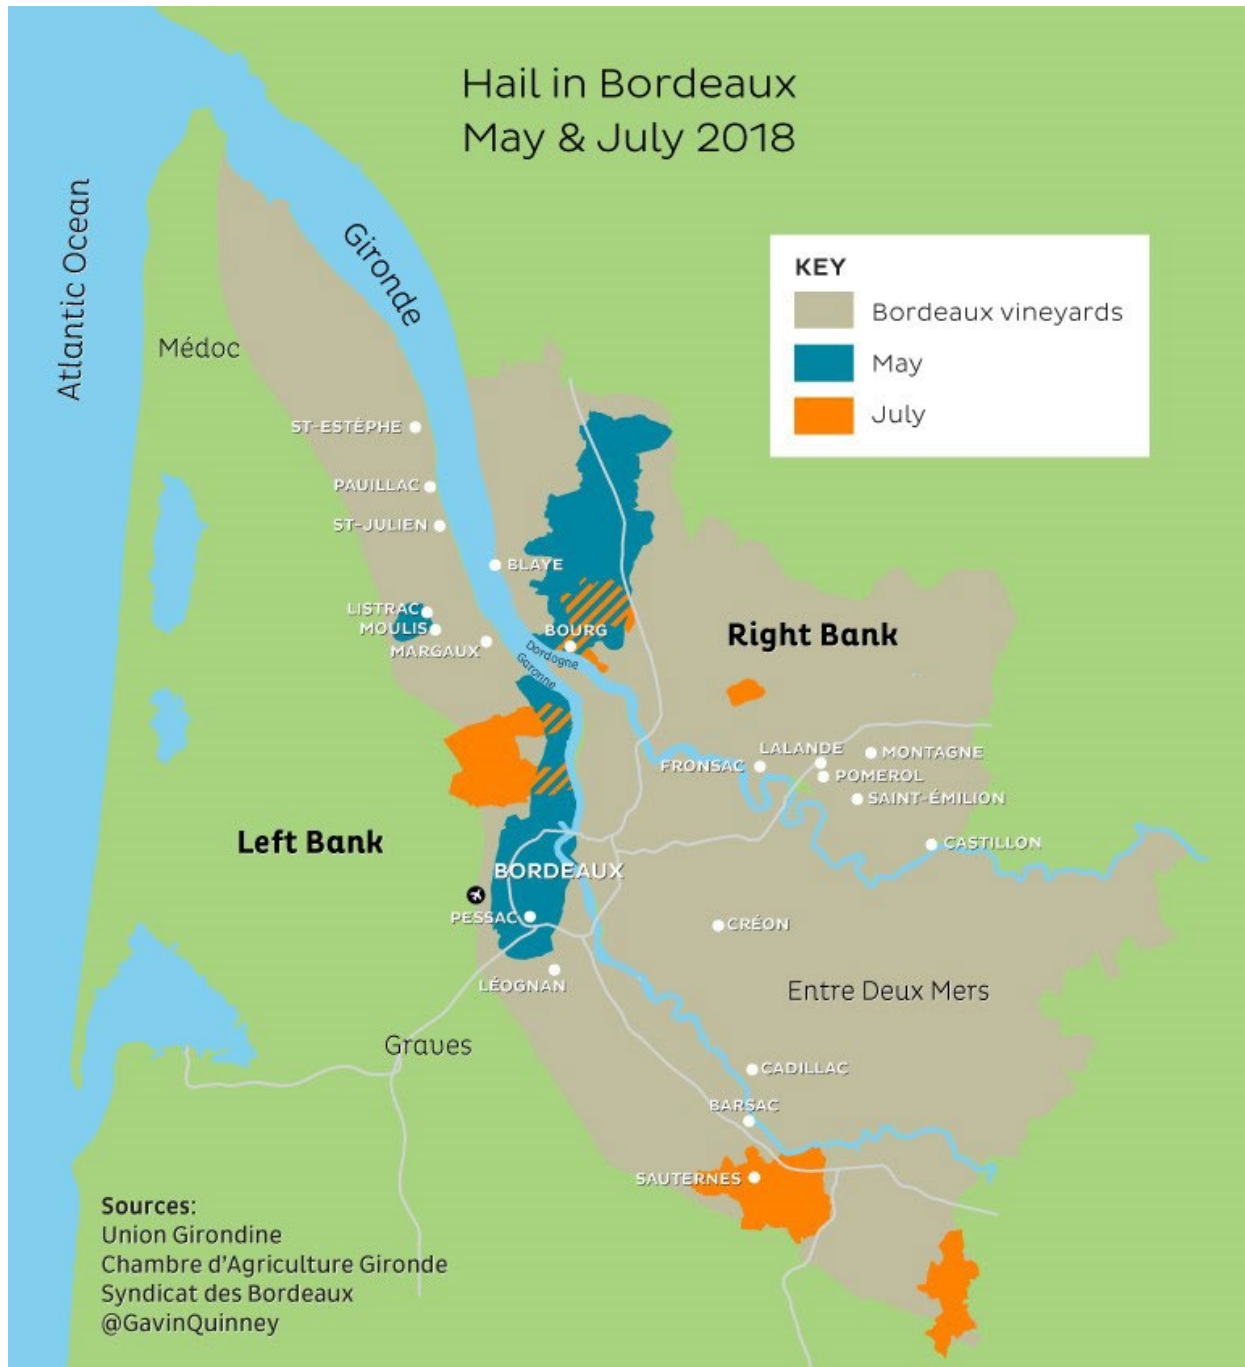 Hail in Bordeaux
May & July 2018
Atlantic Ocean
Gironde
KEY
Bordeaux vineyards
May
July
Médoc
ST-ESTÈPHE
PAUILLAC
ST-JULIEN
BLAYE
LISTRAC
MOULIS
MARGAUX
BOURG
Dordogne
Garonne
Right Bank
LALANDE
MONTAGNE
FRONSAC
POMEROL
SAINT-ÉMILION
Left Bank
CASTILLON
BORDEAUX
PESSAC
CRÉON
LÉOGNAN
Entre Deux Mers
Graves
CADILLAC
BARSAC
SAUTERNES
Sources:
Union Girondine
Chambre d'Agriculture Gironde
Syndicat des Bordeaux
@GavinQuinney